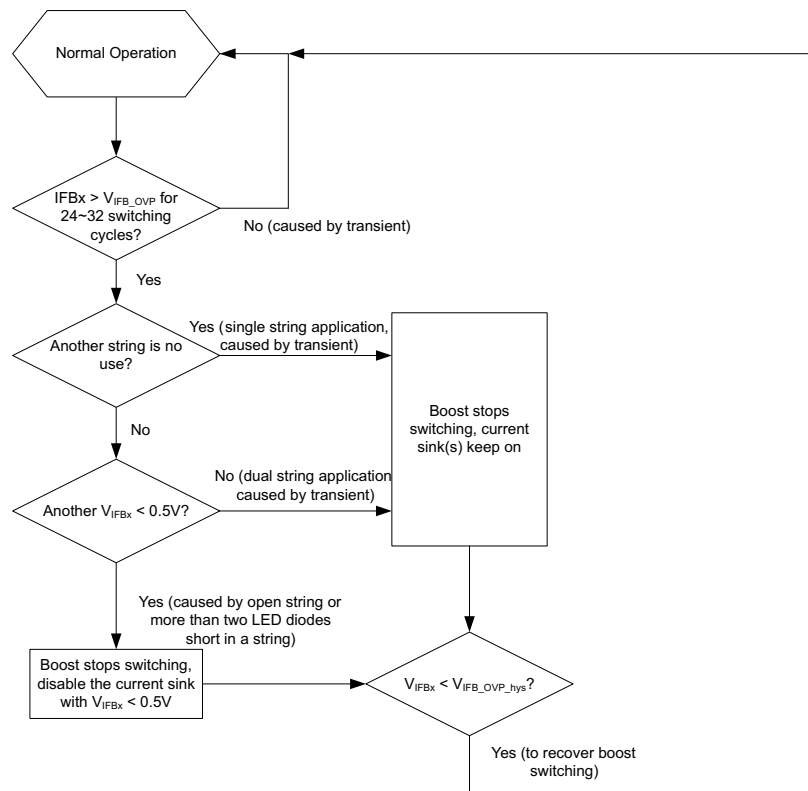 Normal Operation
IFBx > V_IFB_OVP for
24~32 switching
cycles?
No (caused by transient)
Yes
Another string is no
use?
Yes (single string application,
caused by transient)
Boost stops
switching, current
sink(s) keep on
No
Another V_IFBx < 0.5V?
No (dual string application
caused by transient)
Yes (caused by open string or
more than two LED diodes
short in a string)
Boost stops switching,
disable the current sink
with V_IFBx < 0.5V
V_IFBx < V_IFB_OVP_hys?
Yes (to recover boost
switching)